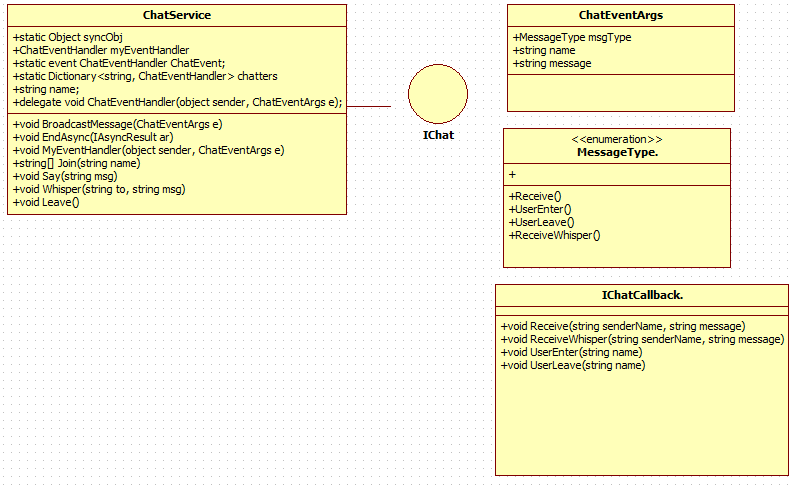 ChatService
+static Object syncObj
+ChatEventHandler myEventHandler
+static event ChatEventHandler ChatEvent;
+static Dictionary<string, ChatEventHandler> chatters
+string name;
+delegate void ChatEventHandler(object sender, ChatEventArgs e);
+void BroadcastMessage(ChatEventArgs e)
+void EndAsync(IAsyncResult ar)
+void MyEventHandler(object sender, ChatEventArgs e)
+string[] Join(string name)
+void Say(string msg)
+void Whisper(string to, string msg)
+void Leave()
IChat
ChatEventArgs
+MessageType msgType
+string name
+string message
<<enumeration>>
MessageType.
+
+Receive()
+UserEnter()
+UserLeave()
+ReceiveWhisper()
IChatCallback.
+void Receive(string senderName, string message)
+void ReceiveWhisper(string senderName, string message)
+void UserEnter(string name)
+void UserLeave(string name)